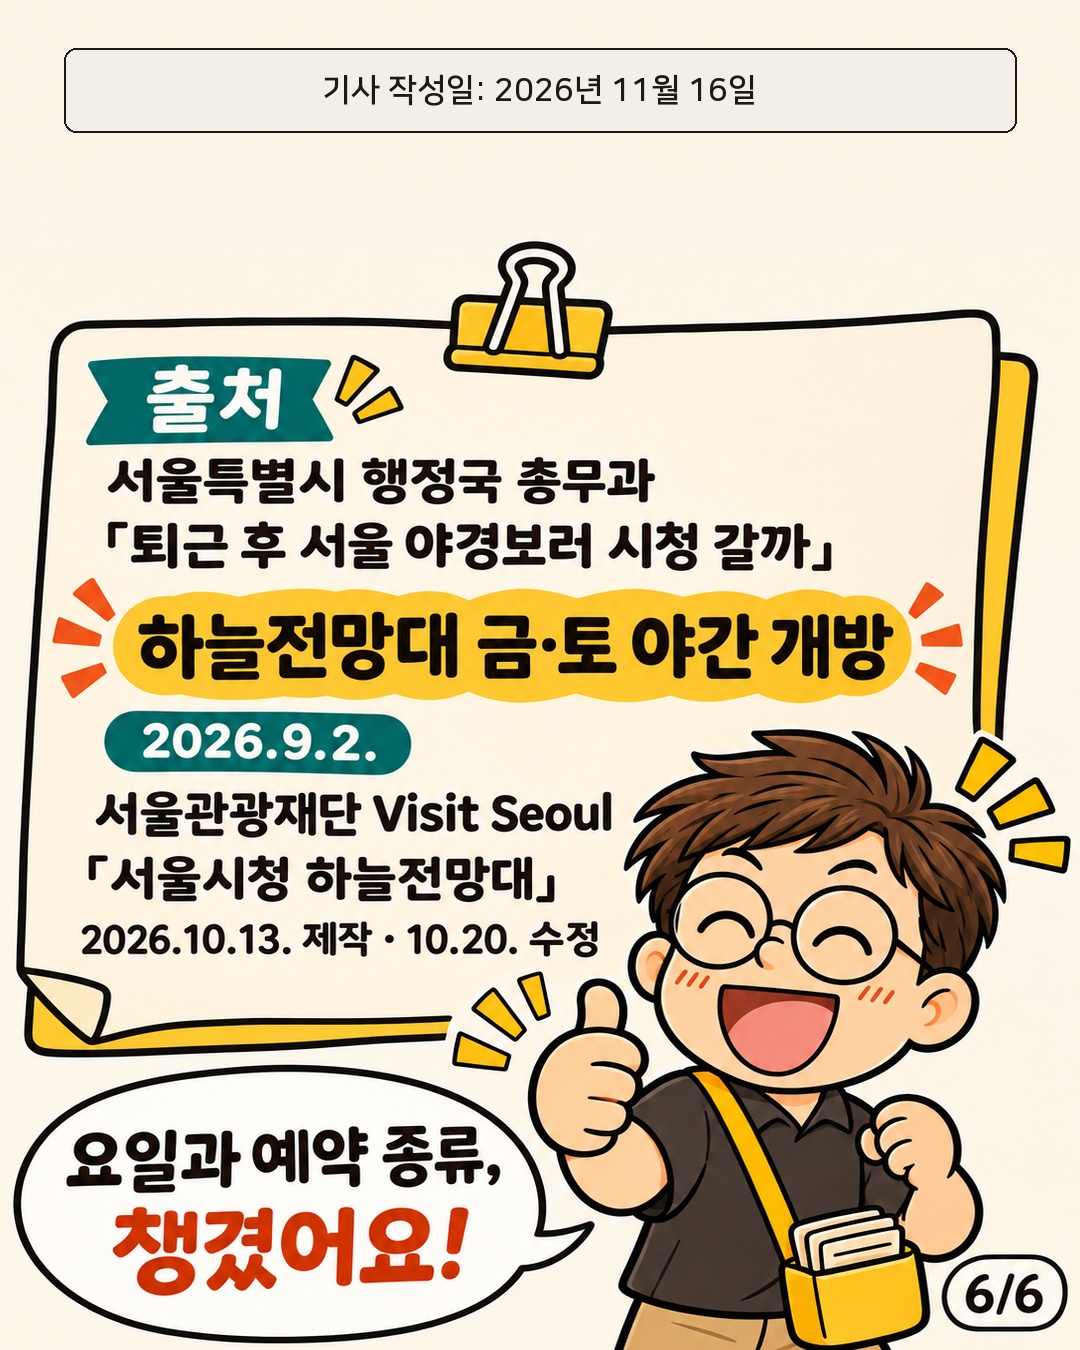 기사 작성일: 2026년 11월 16일
출처
서울특별시 행정국 총무과
「퇴근 후 서울 야경보러 시청 갈까」
하늘전망대 금·토 야간 개방
2026.9.2.
서울관광재단 Visit Seoul
「서울시청 하늘전망대」
2026.10.13. 제작 · 10.20. 수정
요일과 예약 종류,
챙겼어요!
6/6